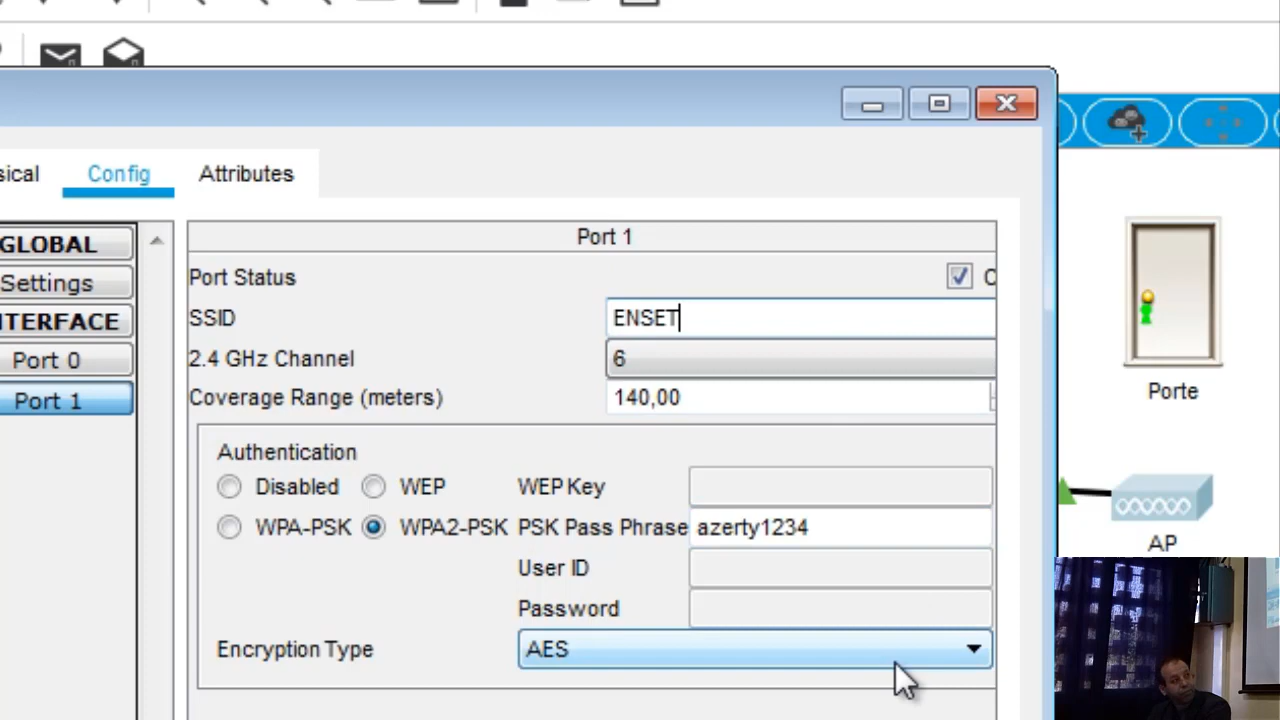 sical Config Attributes
GLOBAL
Settings
NTERFACE
Port 0
Port 1
Port 1
Port Status
SSID ENSET
2.4 GHz Channel 6
Coverage Range (meters) 140,00
Authentication
Disabled WEP WEP Key
WPA-PSK WPA2-PSK PSK Pass Phrase azerty1234
User ID
Password
Encryption Type AES
Porte
AP